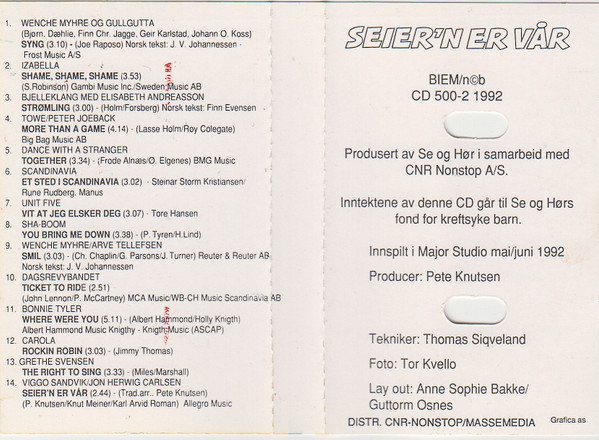 1. WENCHE MYHRE OG GULLGUTTA
(Bjørn, Dæhlie, Finn Chr. Jagge, Geir Karlstad, Johann O. Koss)
SYNG (3.10) - (Joe Raposo) Norsk tekst: J. V. Johannessen -
Frost Music A/S
2. IZABELLA
SHAME, SHAME, SHAME (3.53)
(S.Robinson) Gambi Music Inc./Sweden Music AB
3. BJELLEKLANG MED ELISABETH ANDREASSON
STRØMLING (3.00) - (Holm/Forsberg) Norsk tekst: Finn Evensen
4. TOWE/PETER JOEBACK
MORE THAN A GAME (4.14) - (Lasse Holm/Roy Colegate)
Big Bag Music AB
5. DANCE WITH A STRANGER
TOGETHER (3.34) - (Frode Alnæs/Ø. Elgenes) BMG Music
6. SCANDINAVIA
ET STED I SCANDINAVIA (3.02) - Steinar Storm Kristiansen/
Rune Rudberg. Manus
7. UNIT FIVE
VIT AT JEG ELSKER DEG (3.07) - Tore Hansen
8. SHA-BOOM
YOU BRING ME DOWN (3.38) - (P. Tyren/H.Lind)
9. WENCHE MYHRE/ARVE TELLEFSEN
SMIL (3.03) - (Ch. Chaplin/G. Parsons/J. Turner) Reuter & Reuter AB
Norsk tekst: J. V. Johannessen
10. DAGSREVYBANDET
TICKET TO RIDE (2.51)
(John Lennon/P. McCartney) MCA Music/WB-CH Music Scandinavia AB
11. BONNIE TYLER
WHERE WERE YOU (5.11) - (Albert Hammond/Holly Knigth)
Albert Hammond Music Knigthy - Knigth Music (ASCAP)
12. CAROLA
ROCKIN ROBIN (3.03) - (Jimmy Thomas)
13. GRETHE SVENSEN
THE RIGHT TO SING (3.33) - (Miles/Marshall)
14. VIGGO SANDVIK/JON HERWIG CARLSEN
SEIER'N ER VÅR (2.44) - (Trad.arr.. Pete Knutsen)
(P. Knutsen/Knut Meiner/Karl Arvid Roman) Allegro Music
SEIER'N ER VÅR
BIEM/n©b
CD 500-2 1992
Produsert av Se og Hør i samarbeid med
CNR Nonstop A/S.
Inntektene av denne CD går til Se og Hørs
fond for kreftsyke barn.
Innspilt i Major Studio mai/juni 1992
Producer: Pete Knutsen
Tekniker: Thomas Siqveland
Foto: Tor Kvello
Lay out: Anne Sophie Bakke/
Guttorm Osnes
DISTR. CNR-NONSTOP/MASSEMEDIA
Grafica as